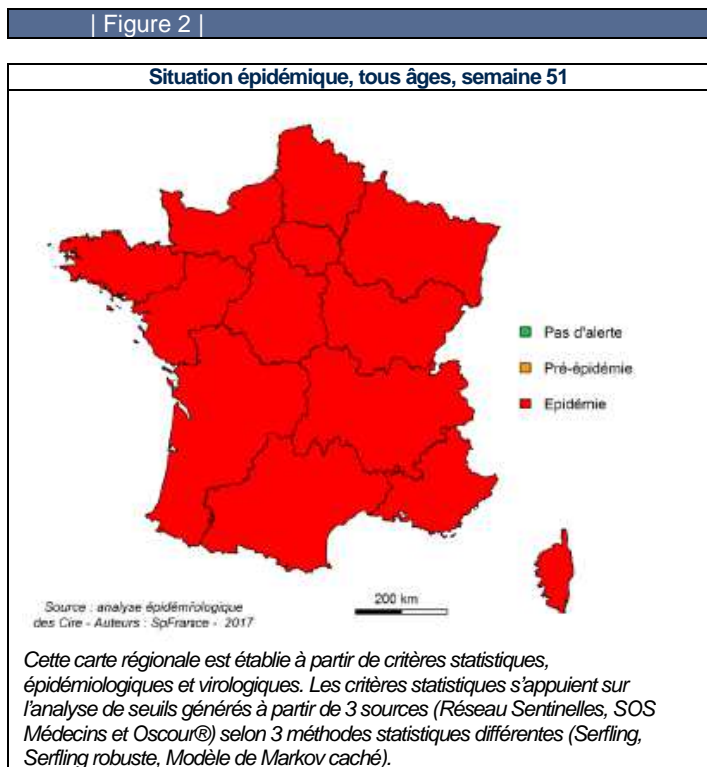 | Figure 2 |
Situation épidémique, tous âges, semaine 51
Pas d'alerte
Pré-épidémie
Epidémie
200 km
Source : analyse épidémiologique
des Cire - Auteurs : SpFrance - 2017
Cette carte régionale est établie à partir de critères statistiques,
épidémiologiques et virologiques. Les critères statistiques s’appuient sur
l’analyse de seuils générés à partir de 3 sources (Réseau Sentinelles, SOS
Médecins et Oscour®) selon 3 méthodes statistiques différentes (Serfling,
Serfling robuste, Modèle de Markov caché).